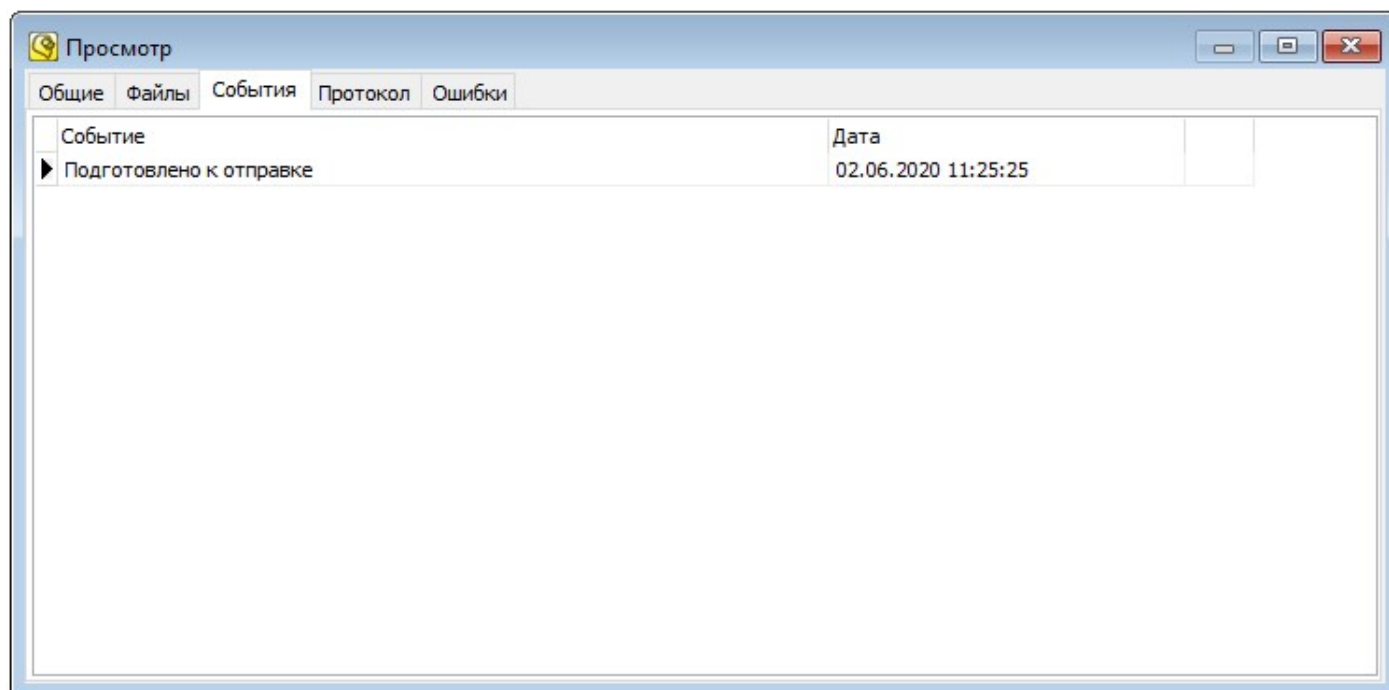 Просмотр
Общие Файлы События Протокол Ошибки
Событие Дата
Подготовлено к отправке 02.06.2020 11:25:25